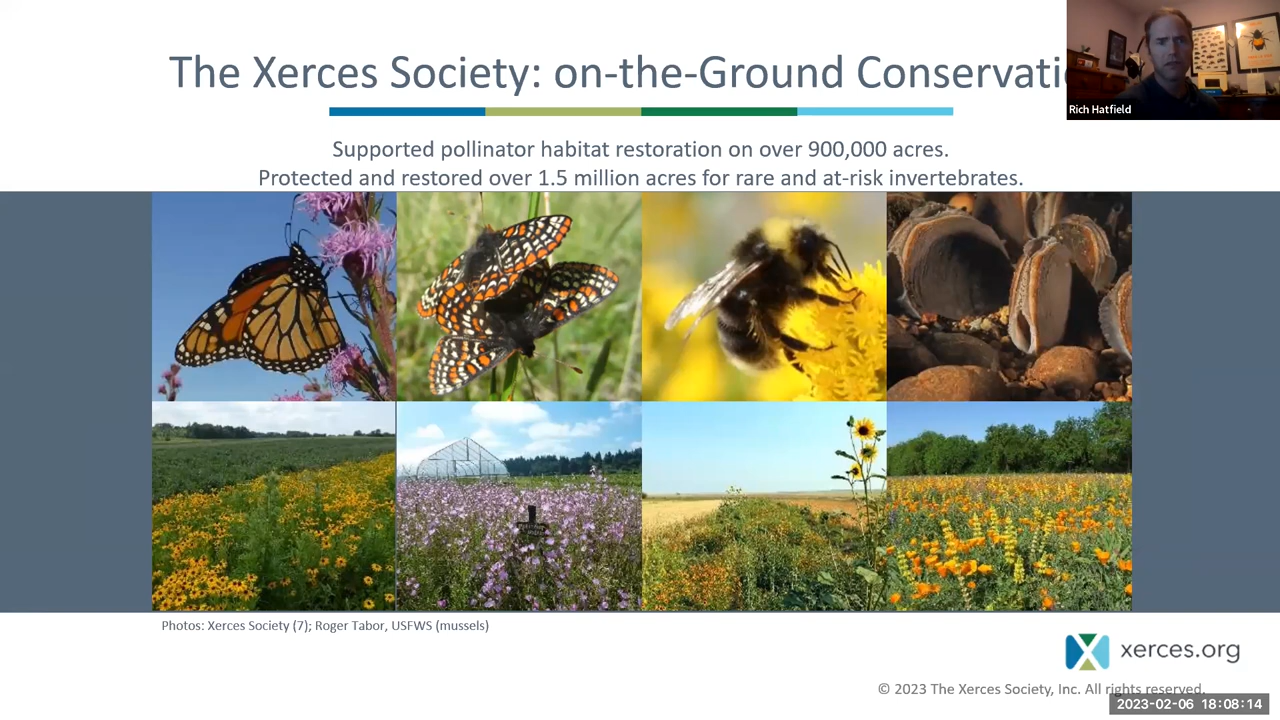 The Xerces Society: on-the-Ground Conservatio
Rich Hatfield
Supported pollinator habitat restoration on over 900,000 acres.
Protected and restored over 1.5 million acres for rare and at-risk invertebrates.
Photos: Xerces Society (7); Roger Tabor, USFWS (mussels)
xerces.org
© 2023 The Xerces Society, Inc. All rights reserved.
2023-02-06 18:08:14